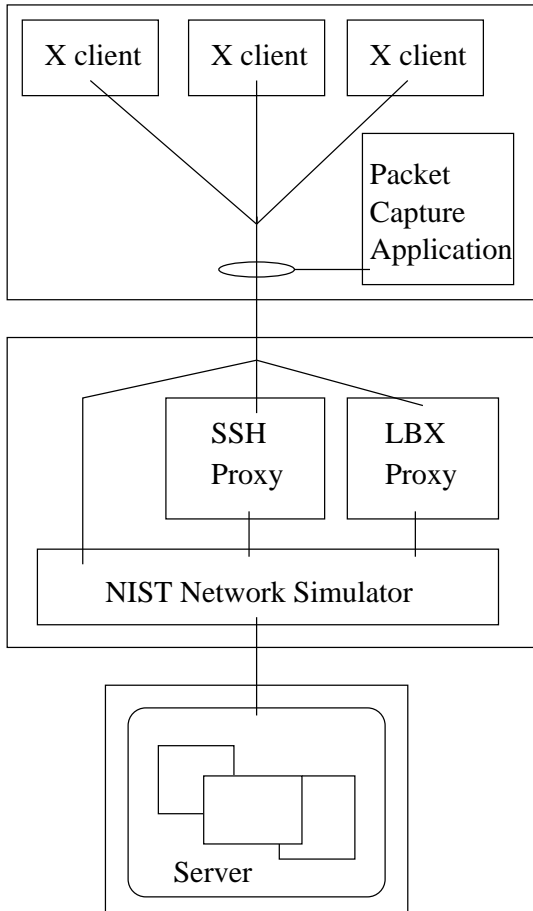 X client
X client
X client
Packet
Capture
Application
SSH
Proxy
LBX
Proxy
NIST Network Simulator
Server